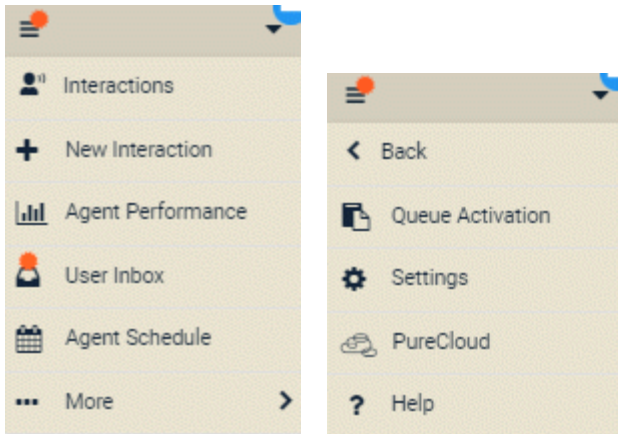 Interactions
New Interaction
Agent Performance
User Inbox
Agent Schedule
More
Back
Queue Activation
Settings
PureCloud
Help